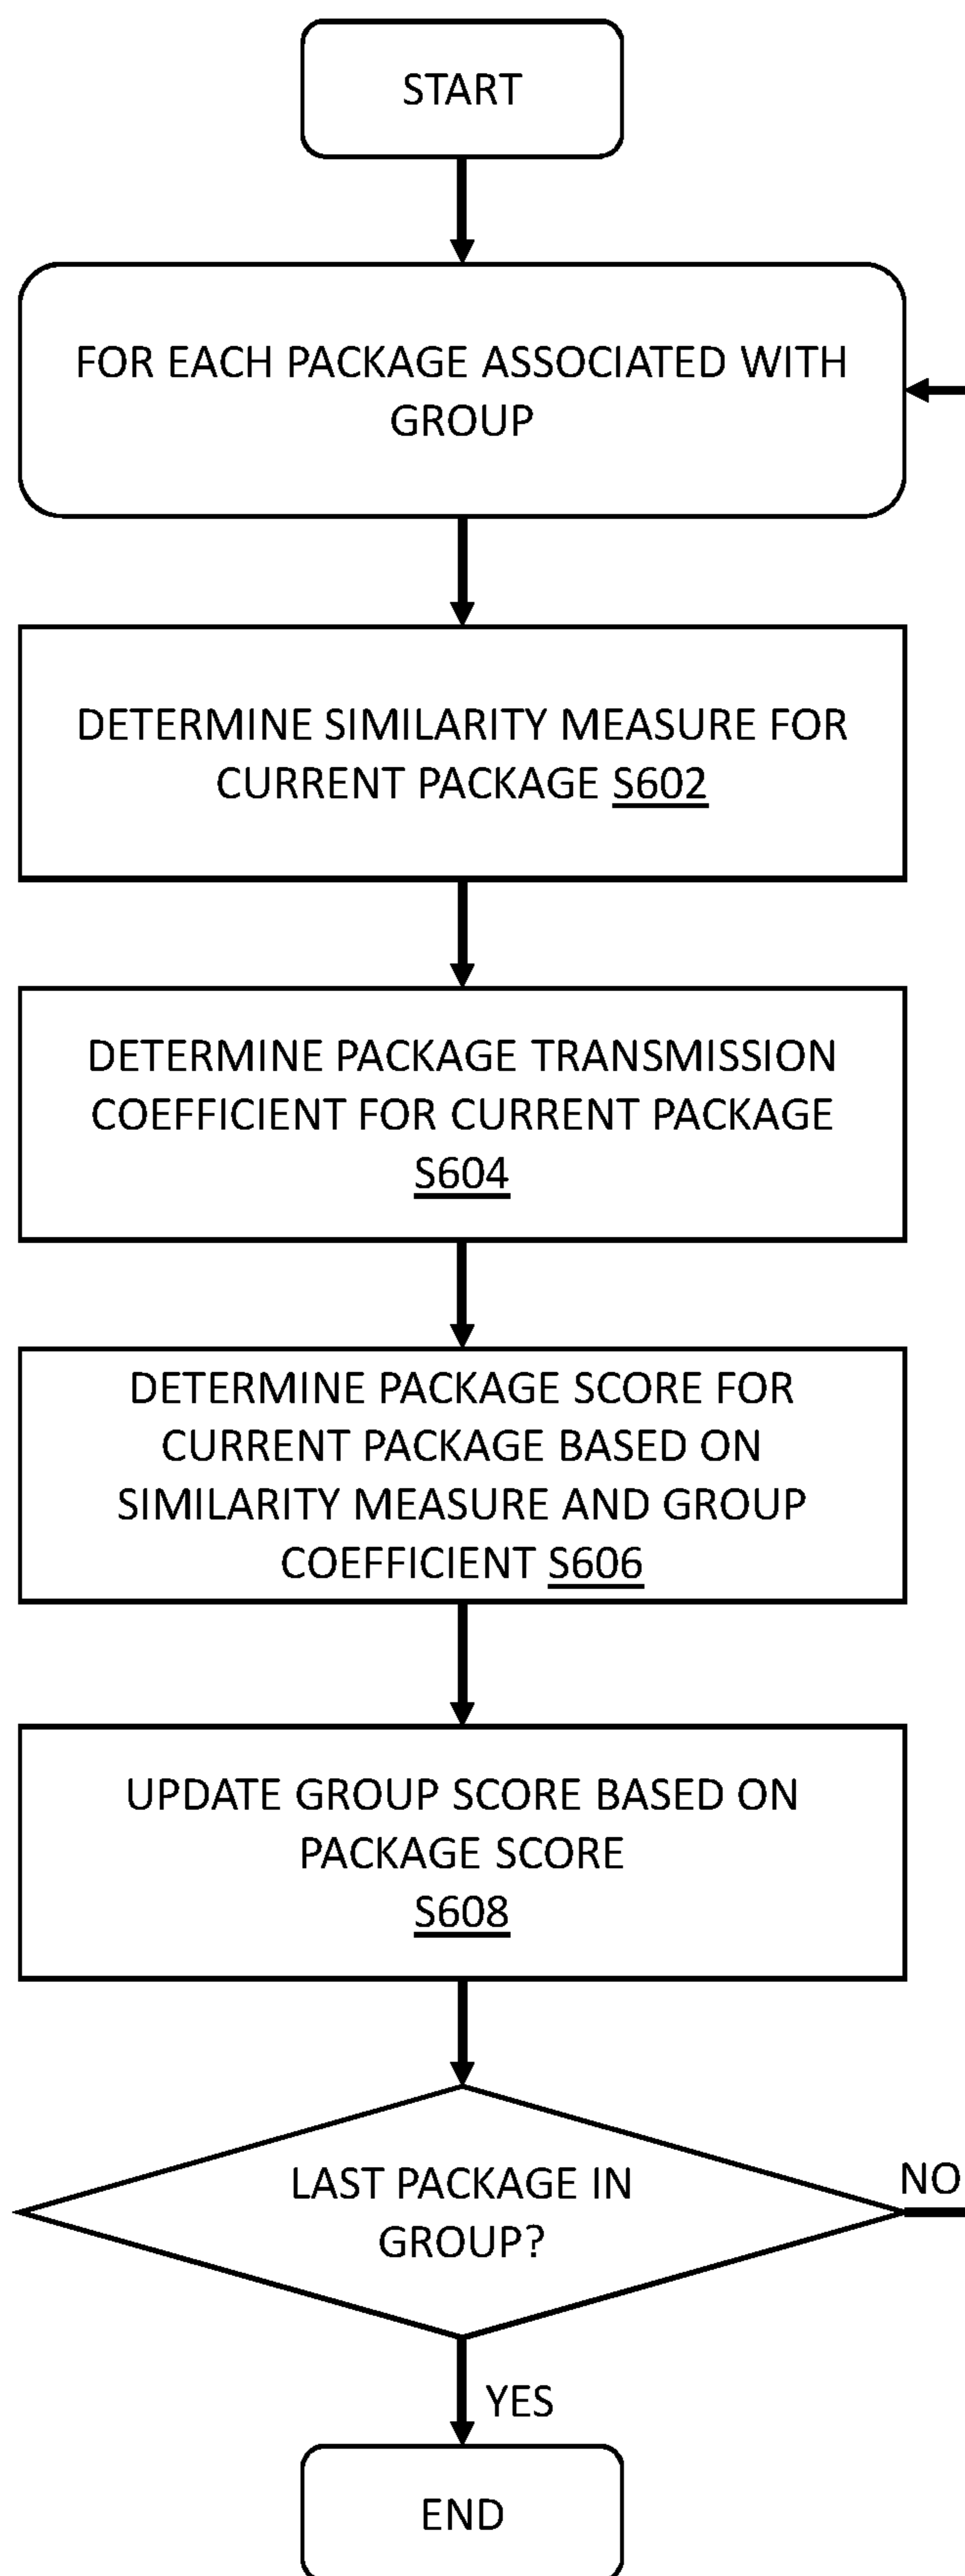 START
FOR EACH PACKAGE ASSOCIATED WITH
GROUP
DETERMINE SIMILARITY MEASURE FOR
CURRENT PACKAGE S602
DETERMINE PACKAGE TRANSMISSION
COEFFICIENT FOR CURRENT PACKAGE
S604
DETERMINE PACKAGE SCORE FOR
CURRENT PACKAGE BASED ON
SIMILARITY MEASURE AND GROUP
COEFFICIENT S606
UPDATE GROUP SCORE BASED ON
PACKAGE SCORE
S608
LAST PACKAGE IN
GROUP?
NO
YES
END